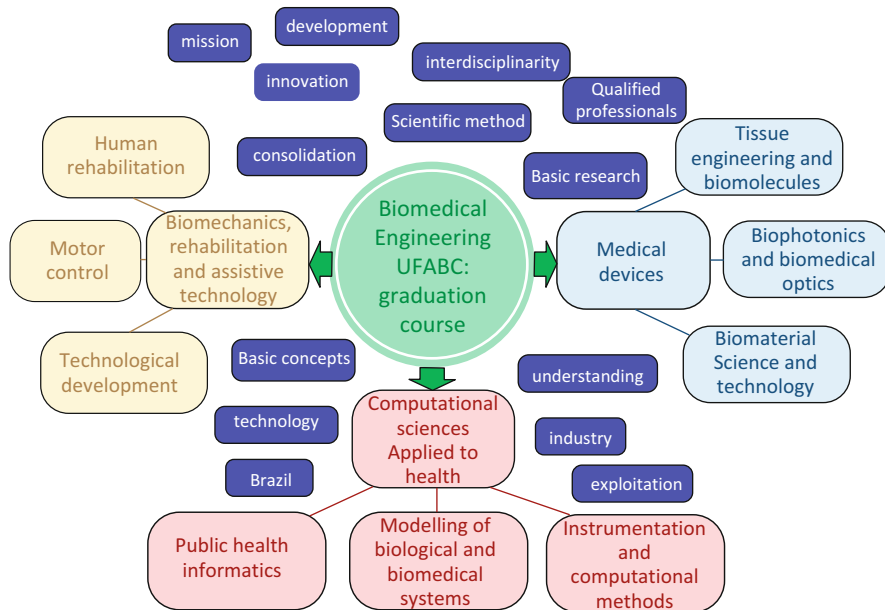 development
mission
interdisciplinarity
innovation
Qualified
professionals
Scientific method
Human
rehabilitation
consolidation
Tissue
engineering and
biomolecules
Basic research
Biomedical
Engineering
UFABC:
graduation
course
Biomechanics,
rehabilitation
and assistive
technology
Motor
control
Medical
devices
Biophotonics
and biomedical
optics
Technological
development
Basic concepts
Biomaterial
Science and
technology
understanding
Computational
sciences
Applied to
health
technology
industry
Brazil
exploitation
Public health
informatics
Modelling of
biological and
biomedical
systems
Instrumentation
and
computational
methods